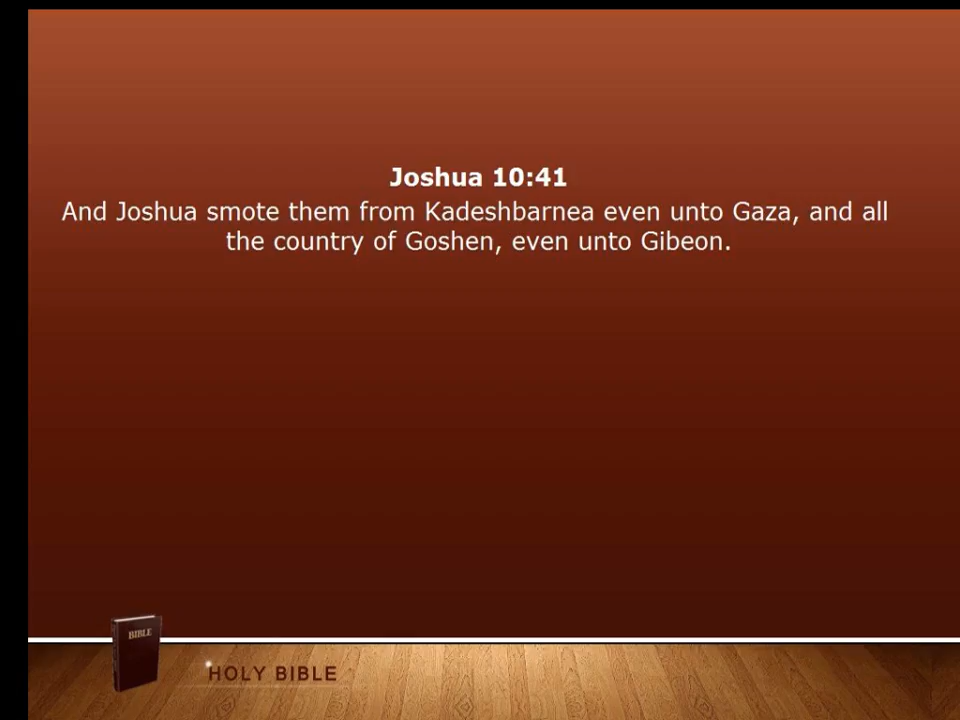 Joshua 10:41
And Joshua smote them from Kadeshbarnea even unto Gaza, and all
the country of Goshen, even unto Gibeon.
BIBLE
HOLY BIBLE